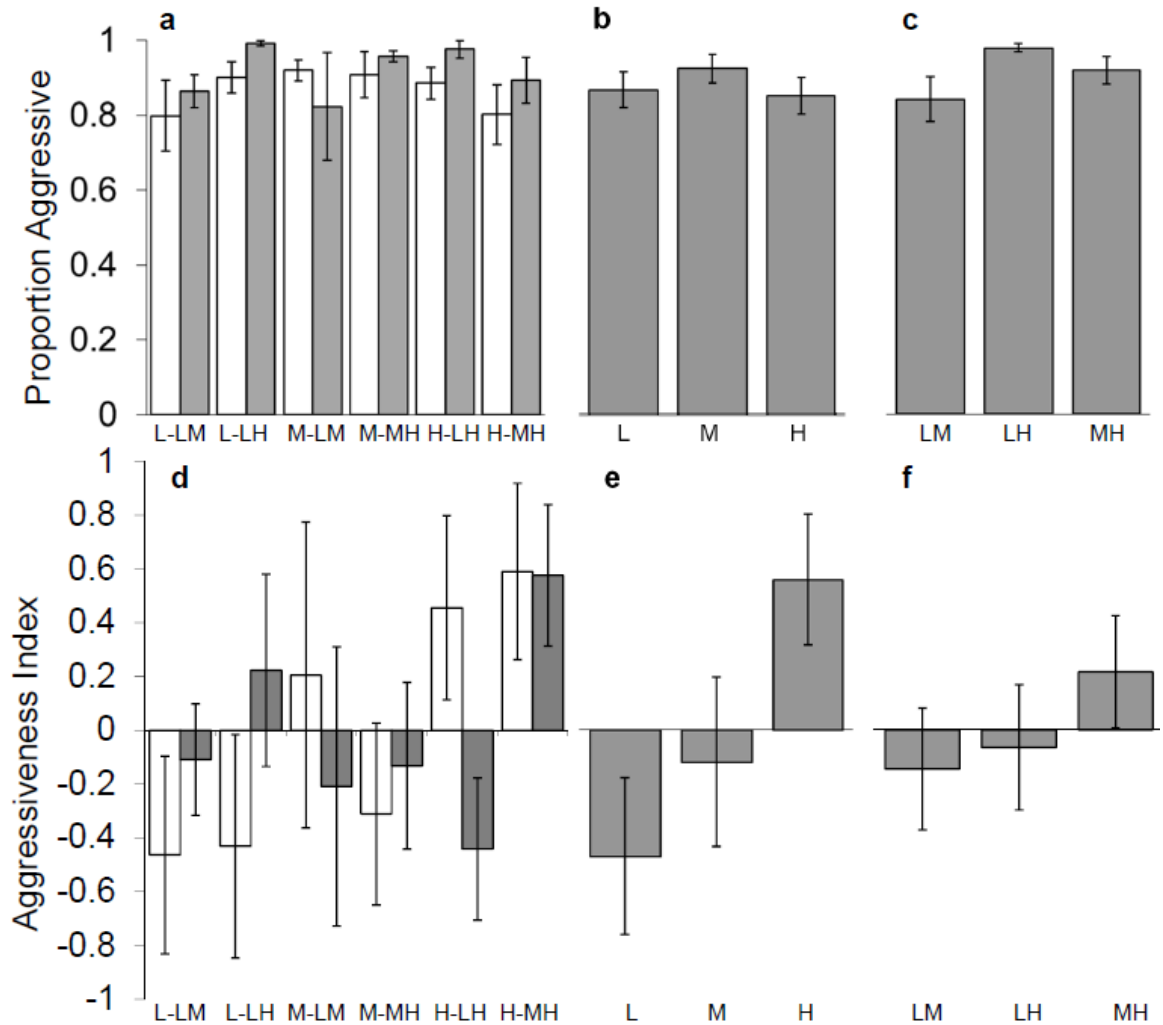 a b c
Proportion Aggressive
1
0.8
0.6
0.4
0.2
0
L-LM L-LH M-LM M-MH H-LH H-MH
L M H
LM LH MH
d e f
Aggressiveness Index
1
0.8
0.6
0.4
0.2
0
-0.2
-0.4
-0.6
-0.8
-1
L-LM L-LH M-LM M-MH H-LH H-MH
L M H
LM LH MH